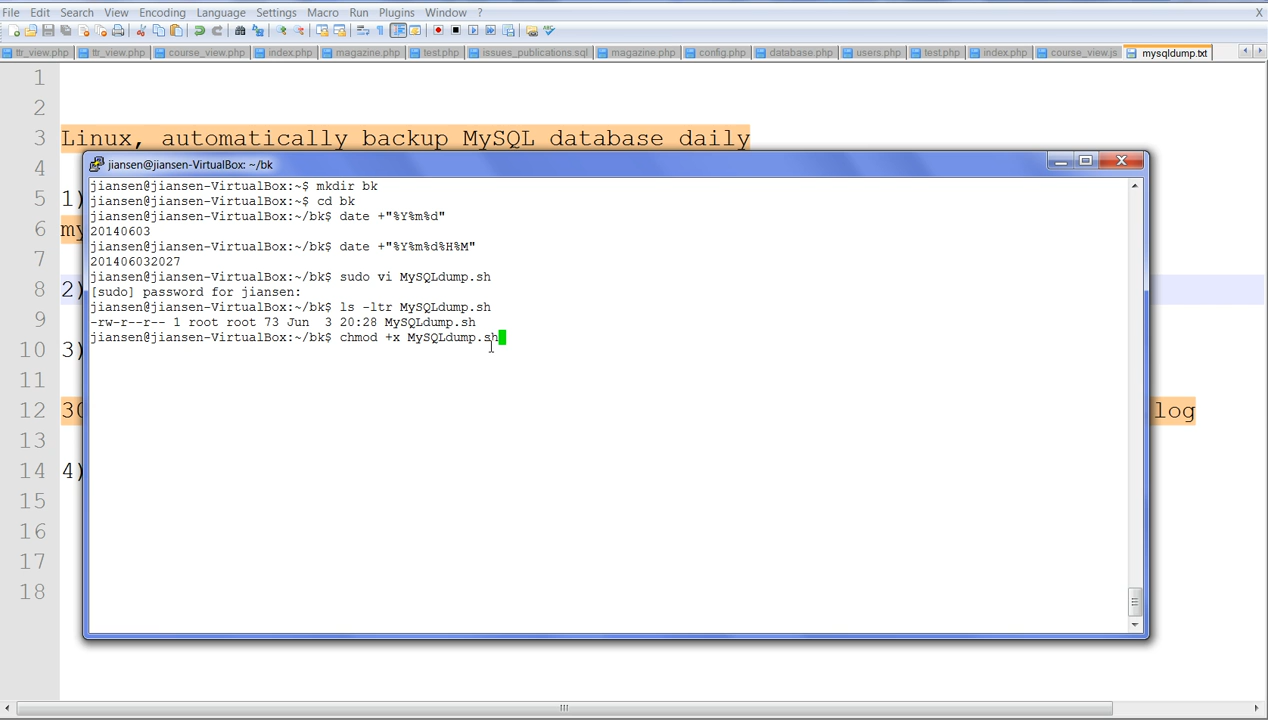 File Edit Search View Encoding Language Settings Macro Run Plugins Window ? X
ttr_view.php ttr_view.php course_view.php index.php magazine.php test.php issues_publications.sql magazine.php config.php database.php users.php test.php index.php course_view.js mysqldump.txt
1
2
3 Linux, automatically backup MySQL database daily
4
jiansen@jiansen-VirtualBox: ~/bk
jiansen@jiansen-VirtualBox:~$ mkdir bk
5 1)
jiansen@jiansen-VirtualBox:~$ cd bk
jiansen@jiansen-VirtualBox:~/bk$ date +"%Y%m%d"
6 my
20140603
jiansen@jiansen-VirtualBox:~/bk$ date +"%Y%m%d%H%M"
7
201406032027
jiansen@jiansen-VirtualBox:~/bk$ sudo vi MySQLdump.sh
8 2)
[sudo] password for jiansen:
jiansen@jiansen-VirtualBox:~/bk$ ls -ltr MySQLdump.sh
9
-rw-r--r-- 1 root root 73 Jun  3 20:28 MySQLdump.sh
jiansen@jiansen-VirtualBox:~/bk$ chmod +x MySQLdump.sh
10 3)
11
12 30 log
13
14 4)
15
16
17
18